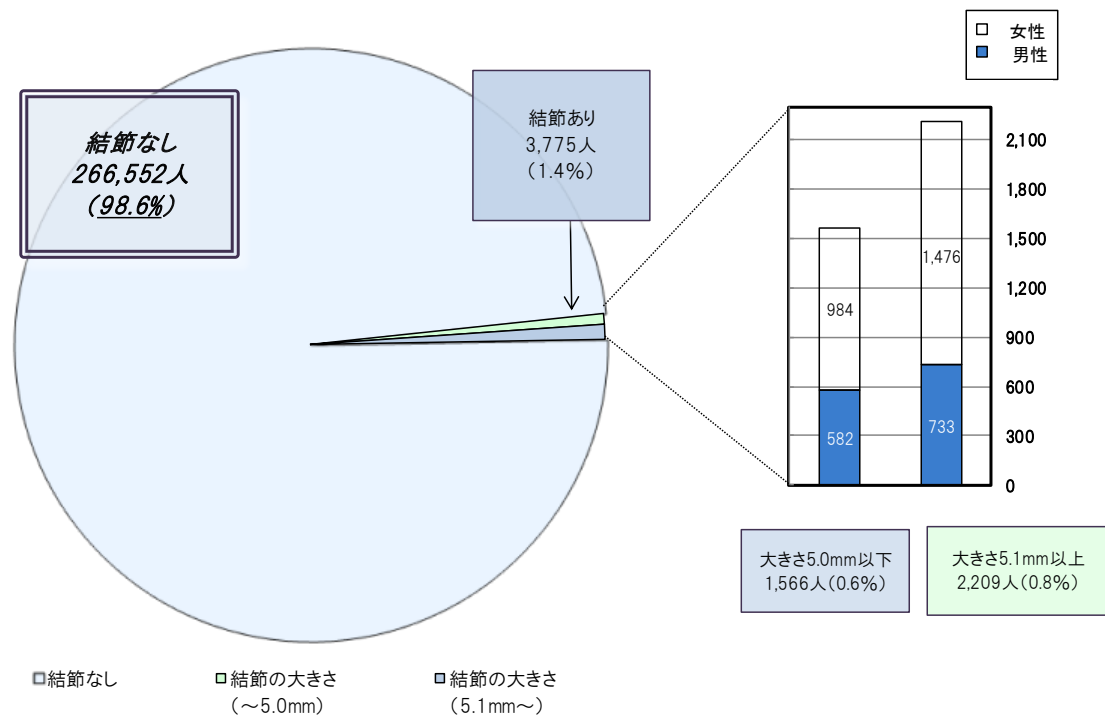 女性
男性
結節なし
266,552人
(98.6%)
結節あり
3,775人
(1.4%)
2,100
1,800
1,500
1,200
900
600
300
0
1,476
984
733
582
大きさ5.0mm以下
1,566人(0.6%)
大きさ5.1mm以上
2,209人(0.8%)
結節なし
結節の大きさ
(～5.0mm)
結節の大きさ
(5.1mm～)